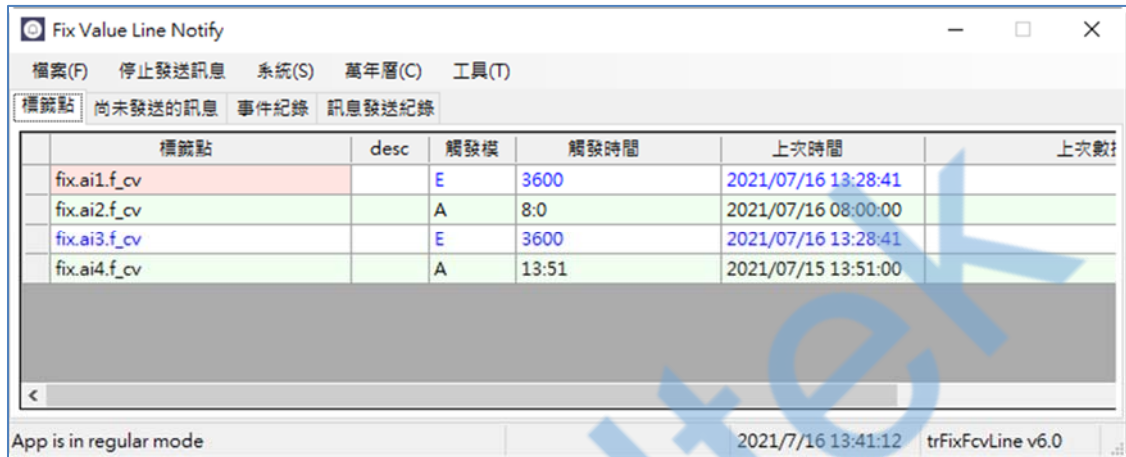 Fix Value Line Notify
檔案(F) 停止發送訊息 系統(S) 萬年曆(C) 工具(T)
標籤點 尚未發送的訊息 事件紀錄 訊息發送紀錄
標籤點 desc 觸發模 觸發時間 上次時間 上次數
fix.ai1.f_cv E 3600 2021/07/16 13:28:41
fix.ai2.f_cv A 8:0 2021/07/16 08:00:00
fix.ai3.f_cv E 3600 2021/07/16 13:28:41
fix.ai4.f_cv A 13:51 2021/07/15 13:51:00
App is in regular mode 2021/7/16 13:41:12 trFixFcvLine v6.0